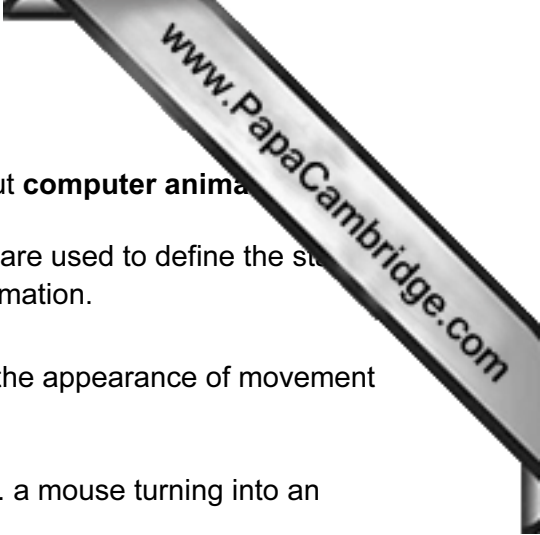 www.PapaCambridge.com
ut computer anima
are used to define the
mation.
the appearance of movement
. a mouse turning into an